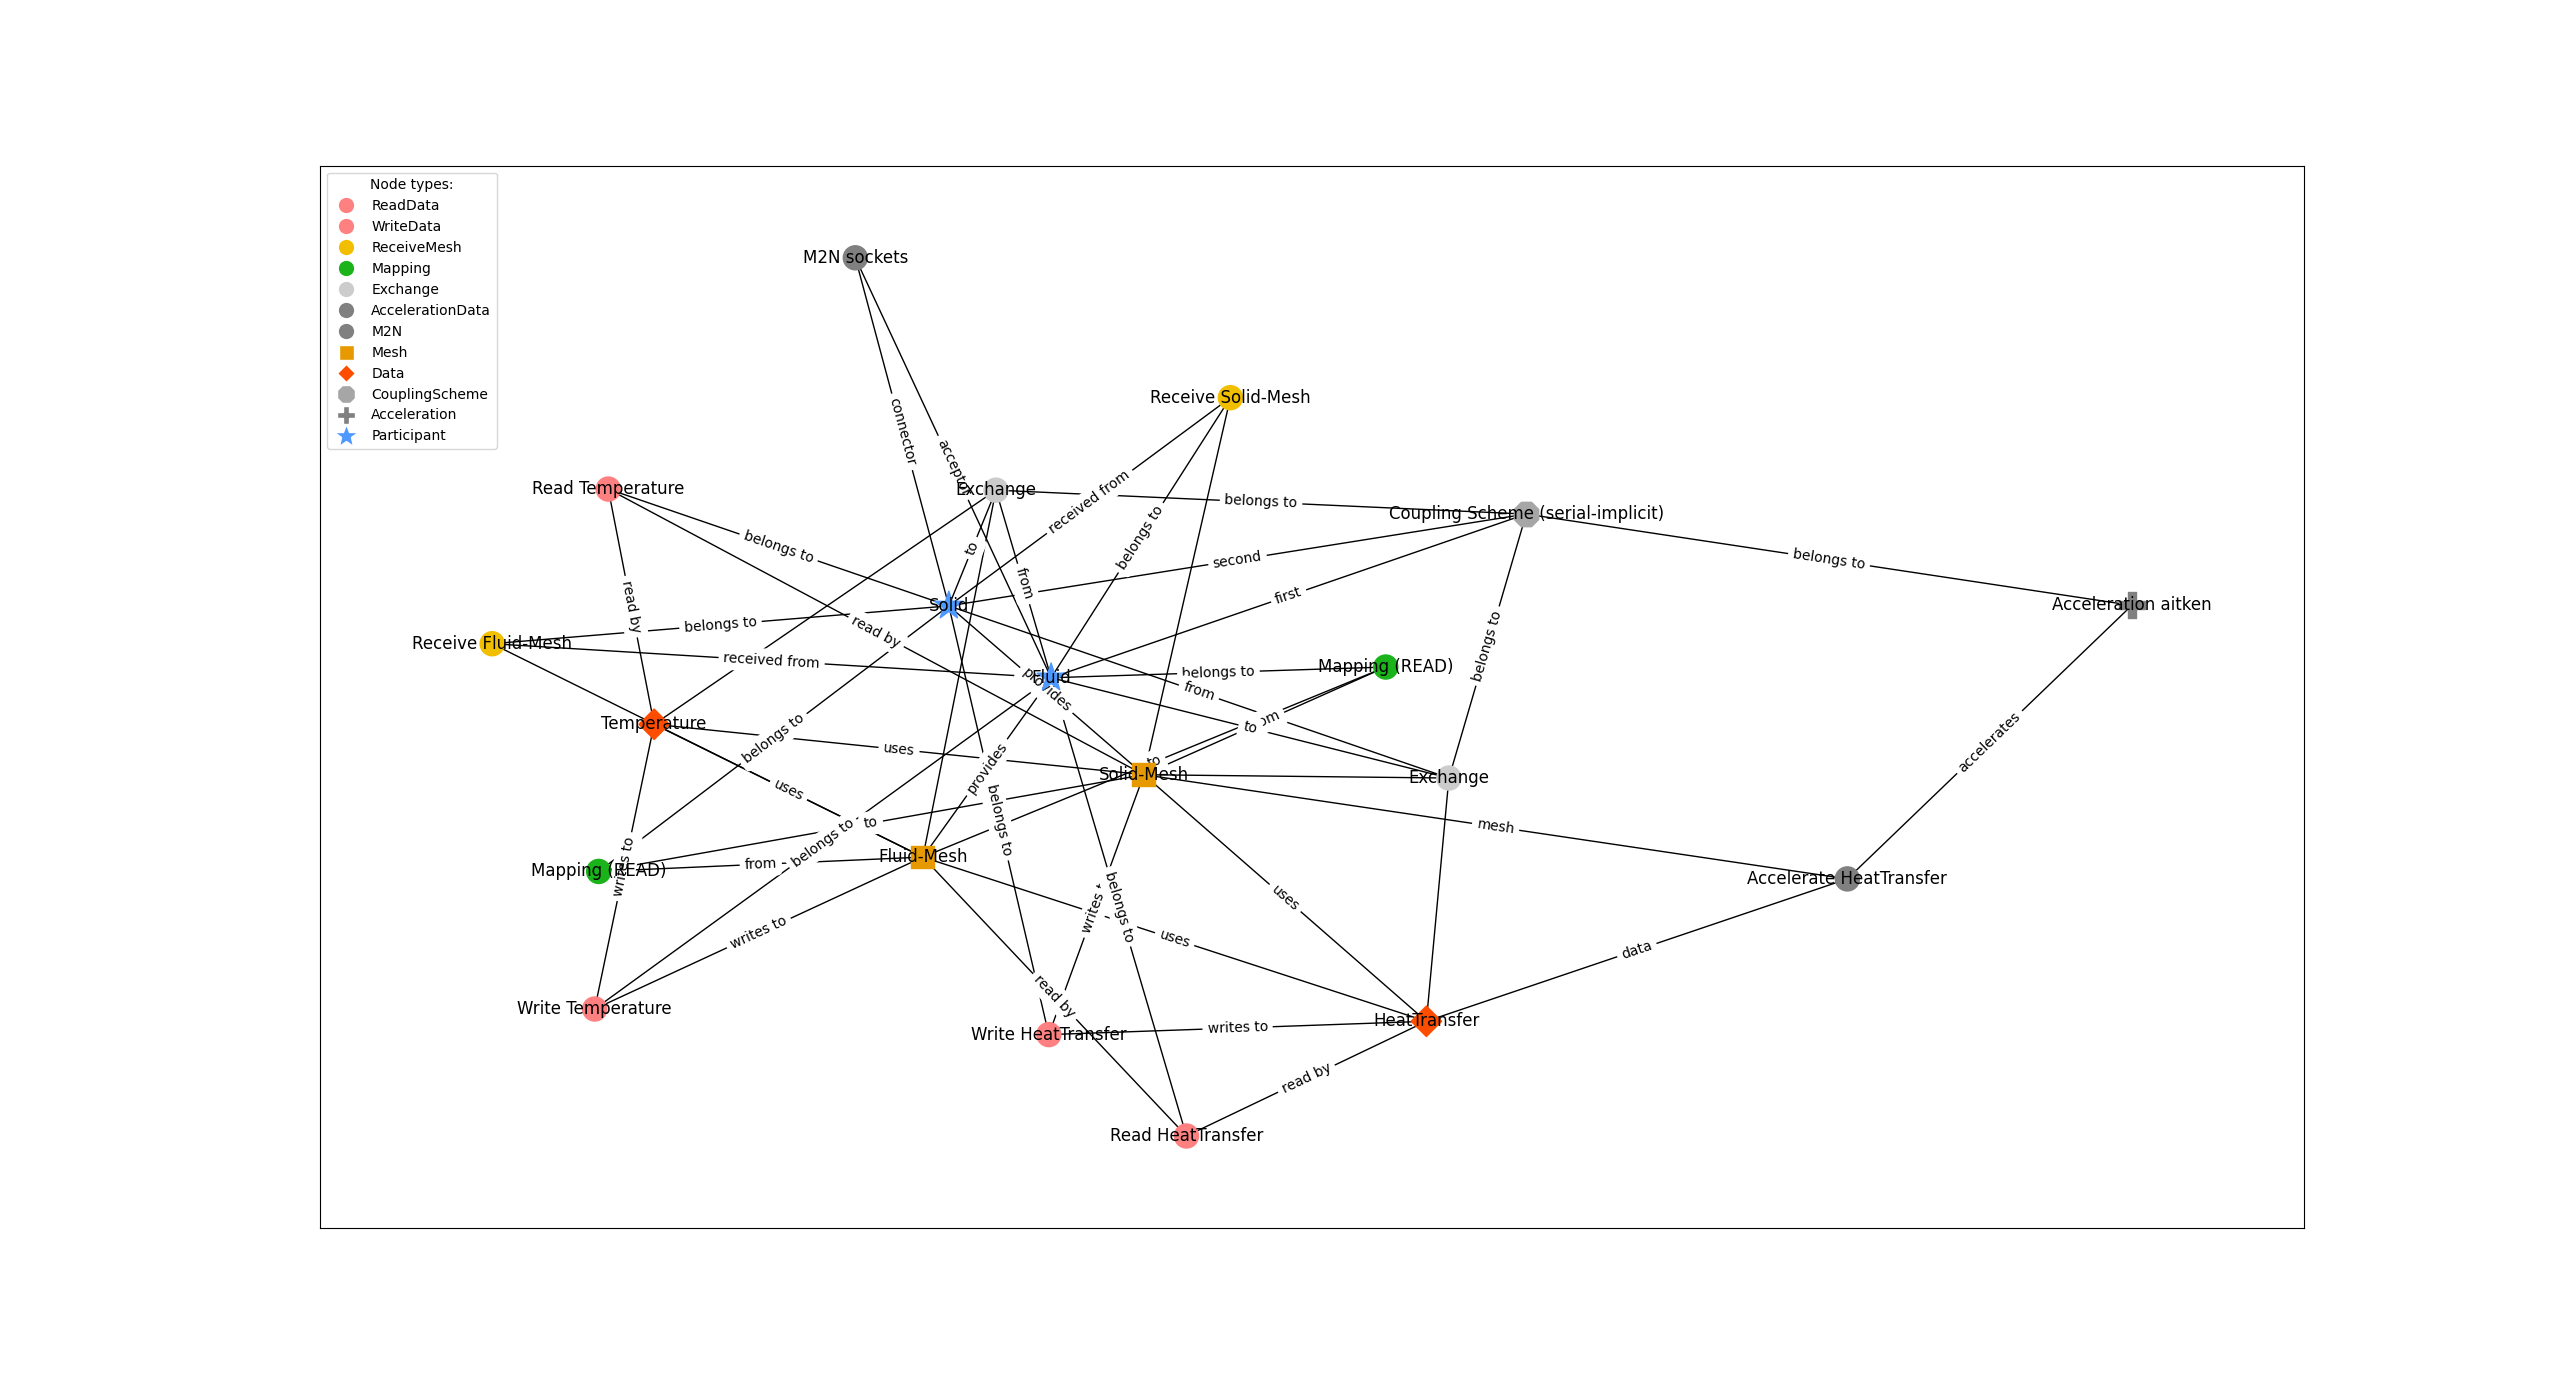 Node types:
ReadData
WriteData
ReceiveMesh
Mapping
Exchange
AccelerationData
M2N
Mesh
Data
CouplingScheme
Acceleration
Participant
M2N sockets
Receive Solid-Mesh
connector
acceptor
Read Temperature
Exchange
received from
belongs to
Coupling Scheme (serial-implicit)
belongs to
belongs to
to
second
belongs to
from
first
read by
Solid
Acceleration aitken
belongs to
read by
Receive Fluid-Mesh
received from
belongs to
Fluid
belongs to
Mapping (READ)
provides
from
Temperature
belongs to
uses
to
accelerates
provides
to
Solid-Mesh
Exchange
uses
belongs to
to
belongs to
mesh
Mapping (READ)
from
Fluid-Mesh
writes to
Accelerate HeatTransfer
uses
writes
belongs to
writes to
uses
data
read by
Write Temperature
Write HeatTransfer
writes to
HeatTransfer
read by
Read HeatTransfer